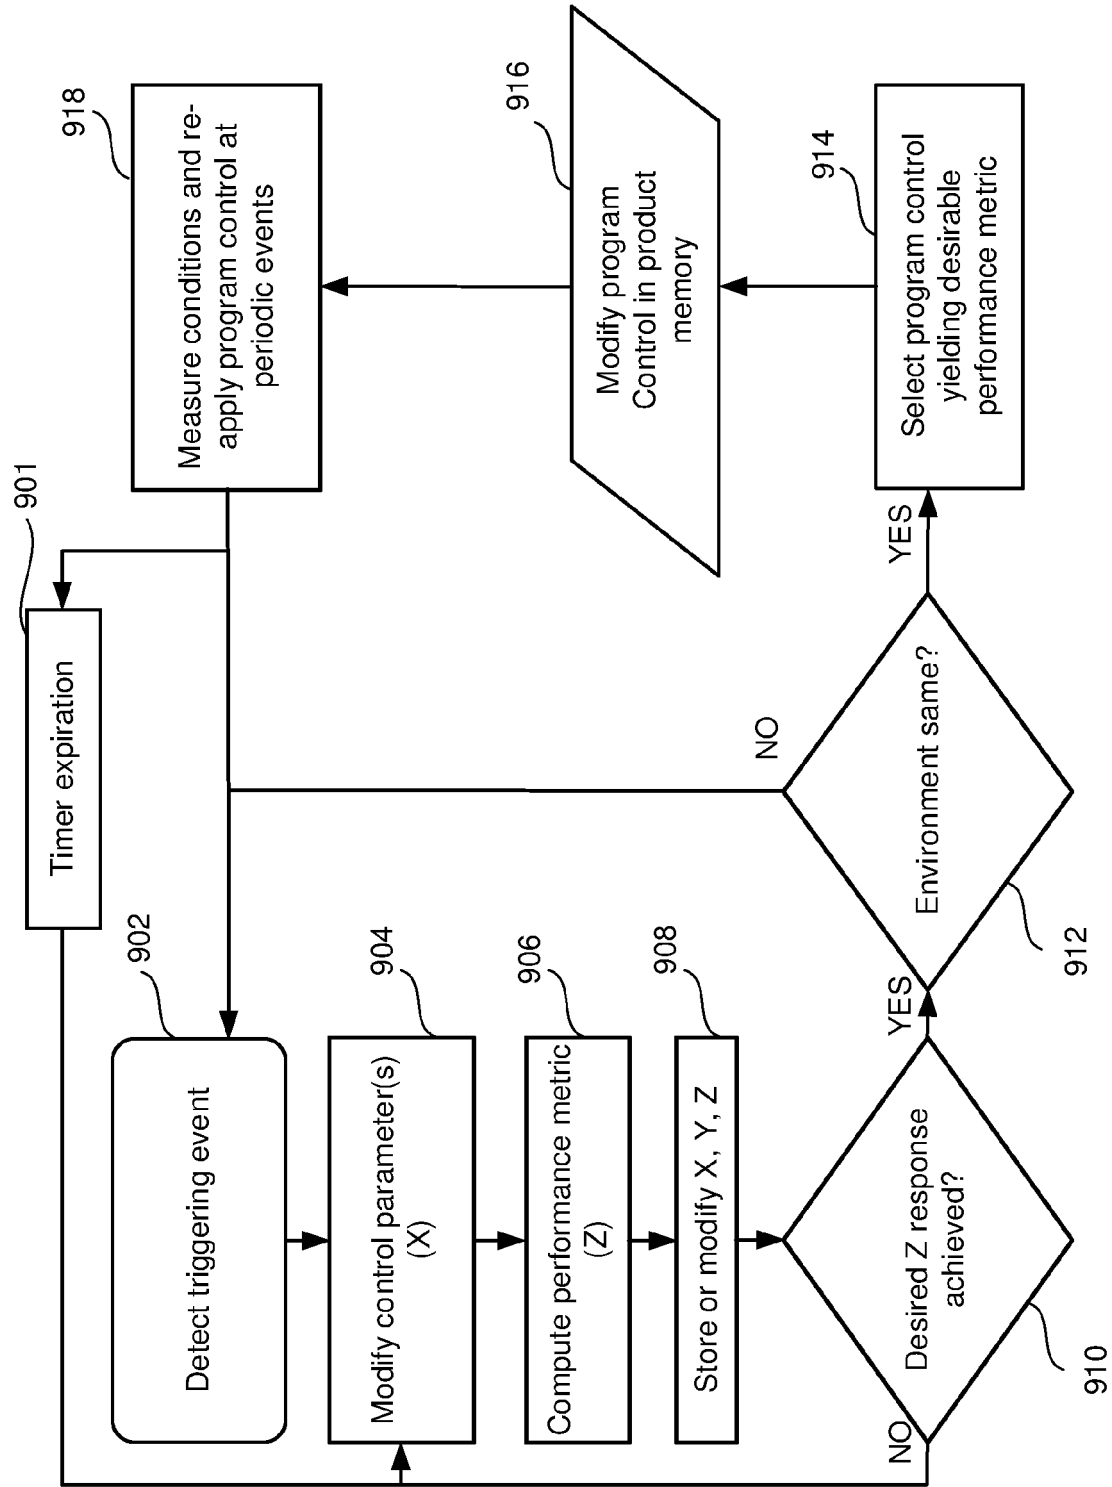 901
Timer expiration
902
Detect triggering event
904
Modify control parameter(s)
(X)
906
Compute performance metric
(Z)
908
Store or modify X, Y, Z
Desired Z response
achieved?
910
NO
YES
Environment same?
912
NO
YES
914
Select program control
yielding desirable
performance metric
916
Modify program
Control in product
memory
918
Measure conditions and re-
apply program control at
periodic events